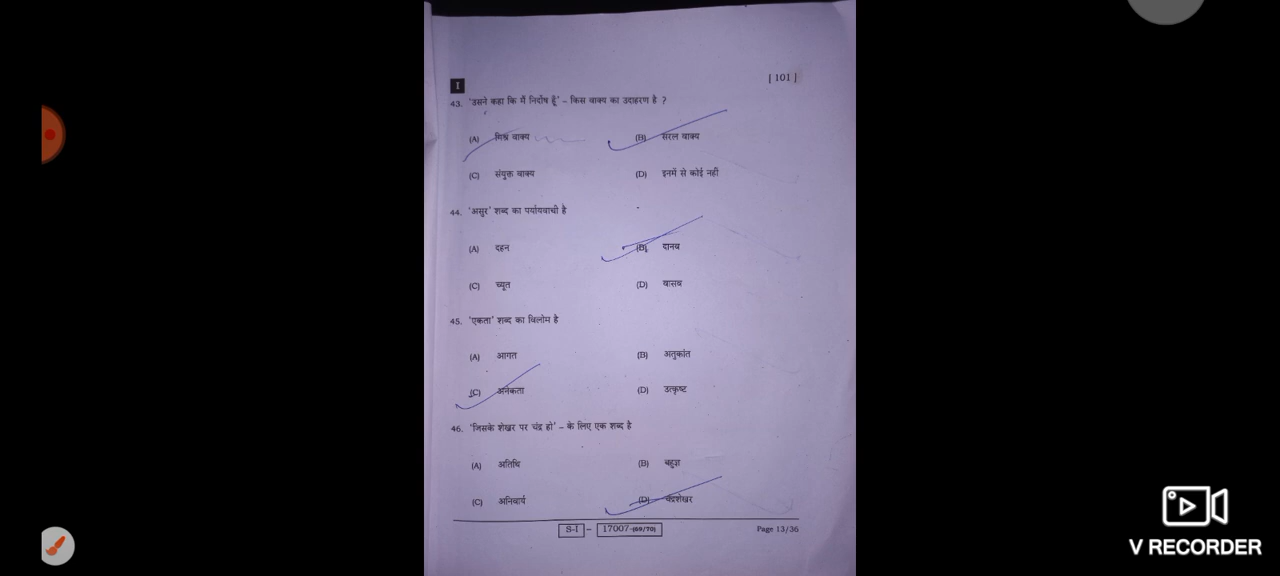 I
[ 101 ]
43. 'उसने कहा कि मैं निर्दोष हूँ' – किस वाक्य का उदाहरण है ?
(A) मिश्र वाक्य (B) सरल वाक्य
(C) संयुक्त वाक्य (D) इनमें से कोई नहीं
44. 'असुर' शब्द का पर्यायवाची है
(A) दहन (B) दानव
(C) च्यूत (D) वासव
45. 'एकता' शब्द का विलोम है
(A) आगत (B) अतुकांत
(C) अनेकता (D) उत्कृष्ट
46. 'जिसके शेखर पर चंद्र हो' – के लिए एक शब्द है
(A) अतिथि (B) बहुज्ञ
(C) अनिवार्य (D) चंद्रशेखर
S-I – 17007-(69/70) Page 13/36
V RECORDER